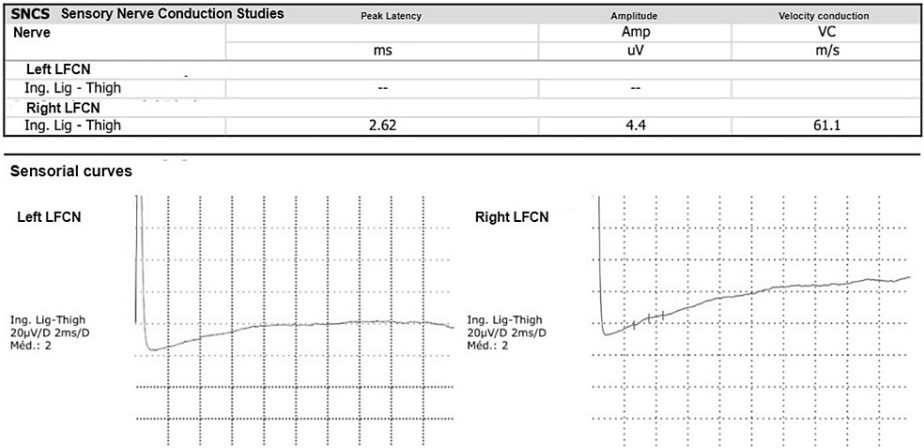 SNCS Sensory Nerve Conduction Studies Peak Latency Amplitude Velocity conduction
Nerve Amp VC
ms uV m/s
Left LFCN
Ing. Lig - Thigh -- --
Right LFCN
Ing. Lig - Thigh 2.62 4.4 61.1
Sensorial curves
Left LFCN
Ing. Lig-Thigh
20µV/D 2ms/D
Méd.: 2
Right LFCN
Ing. Lig-Thigh
20µV/D 2ms/D
Méd.: 2